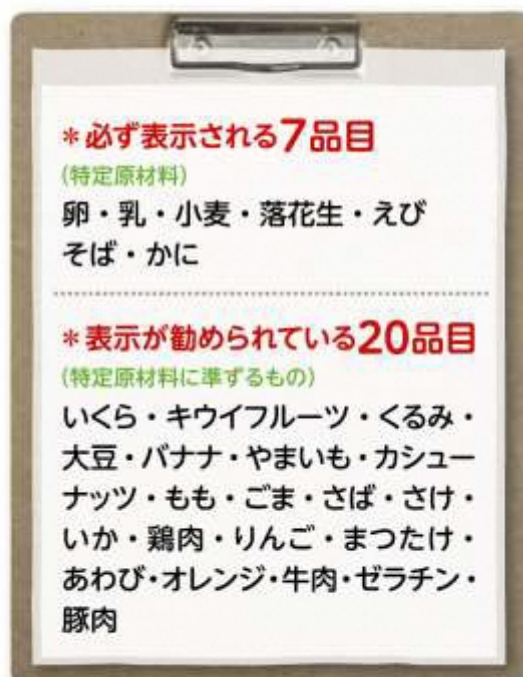 *必ず表示される7品目
(特定原材料)
卵・乳・小麦・落花生・えび
そば・かに
*表示が勧められている20品目
(特定原材料に準ずるもの)
いくら・キウイフルーツ・くるみ・
大豆・バナナ・やまいも・カシュー
ナッツ・もも・ごま・さば・さけ・
いか・鶏肉・りんご・まつたけ・
あわび・オレンジ・牛肉・ゼラチン・
豚肉